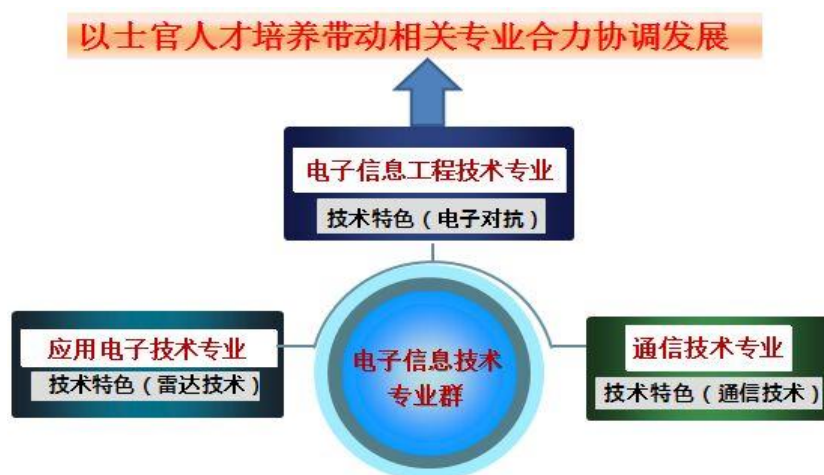 以士官人才培养带动相关专业合力协调发展
电子信息工程技术专业
技术特色（电子对抗）
应用电子技术专业
技术特色（雷达技术）
电子信息技术
专业群
通信技术专业
技术特色（通信技术）